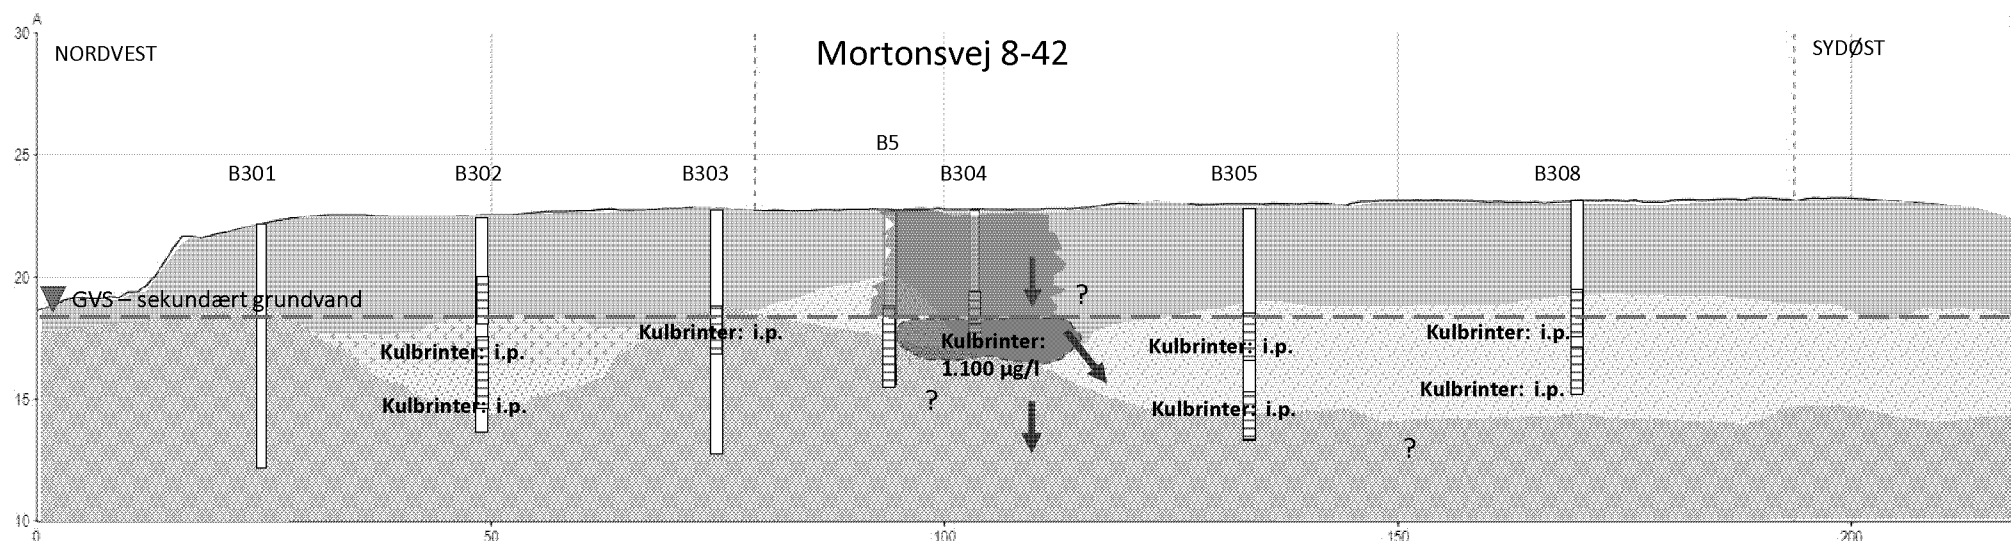 A
30
NORDVEST
Mortonsvej 8-42
SYDØST
B5
25
B301
B302
B303
B304
B305
B308
20
GVS – sekundært grundvand
?
Kulbrinter: i.p.
Kulbrinter: i.p.
Kulbrinter:
1.100 µg/l
Kulbrinter: i.p.
Kulbrinter: i.p.
Kulbrinter: i.p.
15
Kulbrinter: i.p.
?
Kulbrinter: i.p.
Kulbrinter: i.p.
?
10
0
50
100
150
200